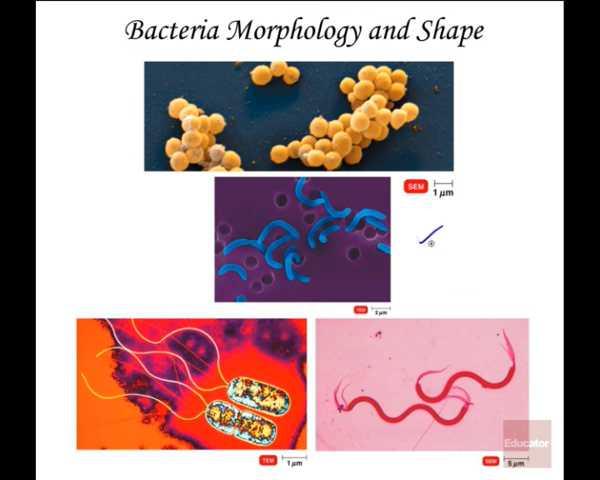 Bacteria Morphology and Shape
SEM 1 μm
TEM 2 μm
TEM 1 μm
SEM 5 μm
Educator